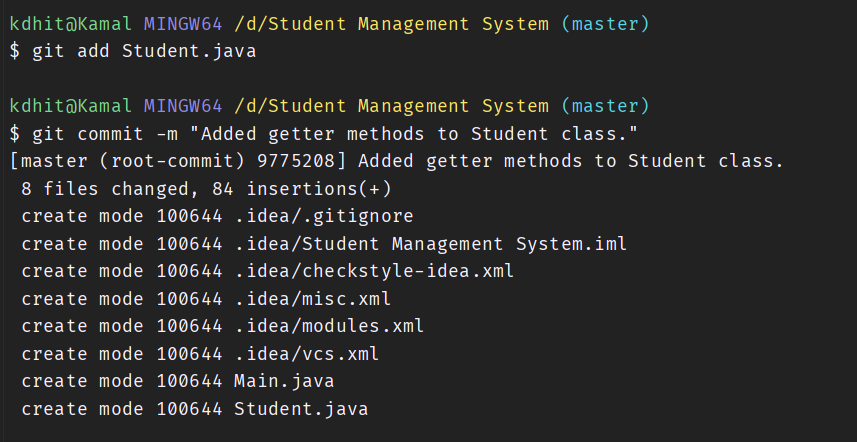 kdhit@Kamal MINGW64 /d/Student Management System (master)
$ git add Student.java
kdhit@Kamal MINGW64 /d/Student Management System (master)
$ git commit -m "Added getter methods to Student class."
[master (root-commit) 9775208] Added getter methods to Student class.
8 files changed, 84 insertions(+)
create mode 100644 .idea/.gitignore
create mode 100644 .idea/Student Management System.iml
create mode 100644 .idea/checkstyle-idea.xml
create mode 100644 .idea/misc.xml
create mode 100644 .idea/modules.xml
create mode 100644 .idea/vcs.xml
create mode 100644 Main.java
create mode 100644 Student.java